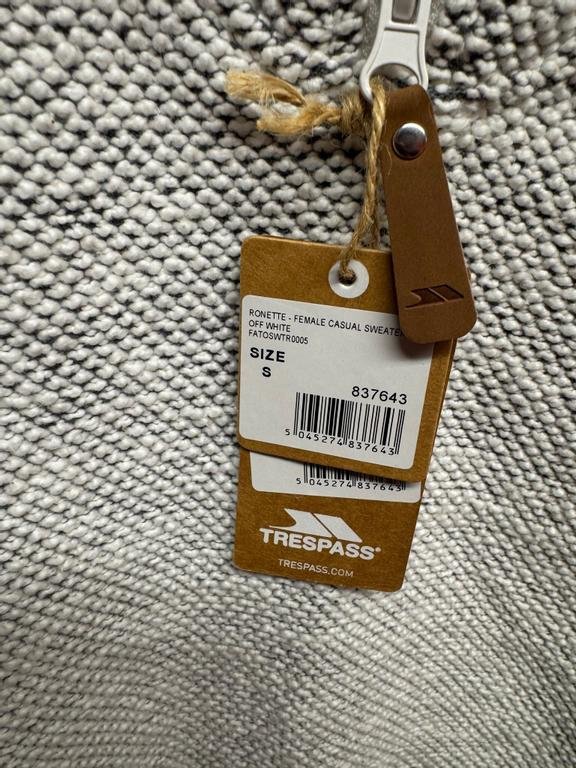 RONETTE - FEMALE CASUAL SWEATER
OFF WHITE
FATOSWTR0005
SIZE
S
837643
5 045274 837643
5 045274 837643
TRESPASS®
TRESPASS.COM